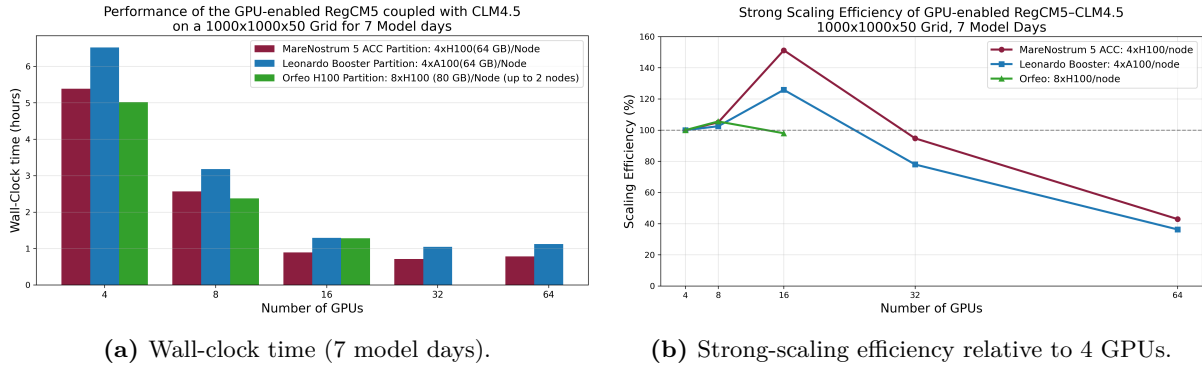 Performance of the GPU-enabled RegCM5 coupled with CLM4.5
on a 1000x1000x50 Grid for 7 Model days
MareNostrum 5 ACC Partition: 4xH100(64 GB)/Node
Leonardo Booster Partition: 4xA100(64 GB)/Node
Orfeo H100 Partition: 8xH100 (80 GB)/Node (up to 2 nodes)
Wall-Clock time (hours)
6
5
4
3
2
1
0
4 8 16 32 64
Number of GPUs
(a) Wall-clock time (7 model days).
Strong Scaling Efficiency of GPU-enabled RegCM5–CLM4.5
1000x1000x50 Grid, 7 Model Days
MareNostrum 5 ACC: 4xH100/node
Leonardo Booster: 4xA100/node
Orfeo: 8xH100/node
Scaling Efficiency (%)
160
140
120
100
80
60
40
20
0
4 8 16 32 64
Number of GPUs
(b) Strong-scaling efficiency relative to 4 GPUs.